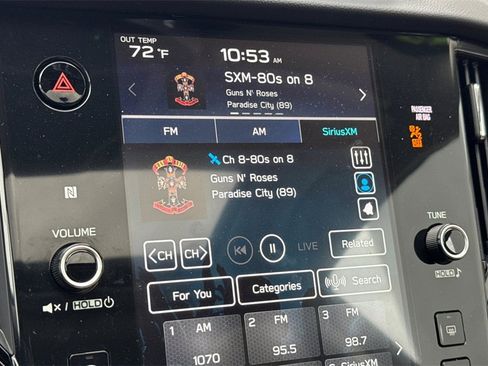 OUT TEMP
72°F
10:53 AM
SXM-80s on 8
Guns N' Roses
Paradise City (89)
FM
AM
SiriusXM
PASSENGER
AIR BAG
Ch 8-80s on 8
Guns N' Roses
Paradise City (89)
VOLUME
TUNE
CH
CH
LIVE
Related
HOLD
/ HOLD
For You
Categories
Search
1 AM
1070
2 FM
95.5
3 FM
98.7
SiriusXM